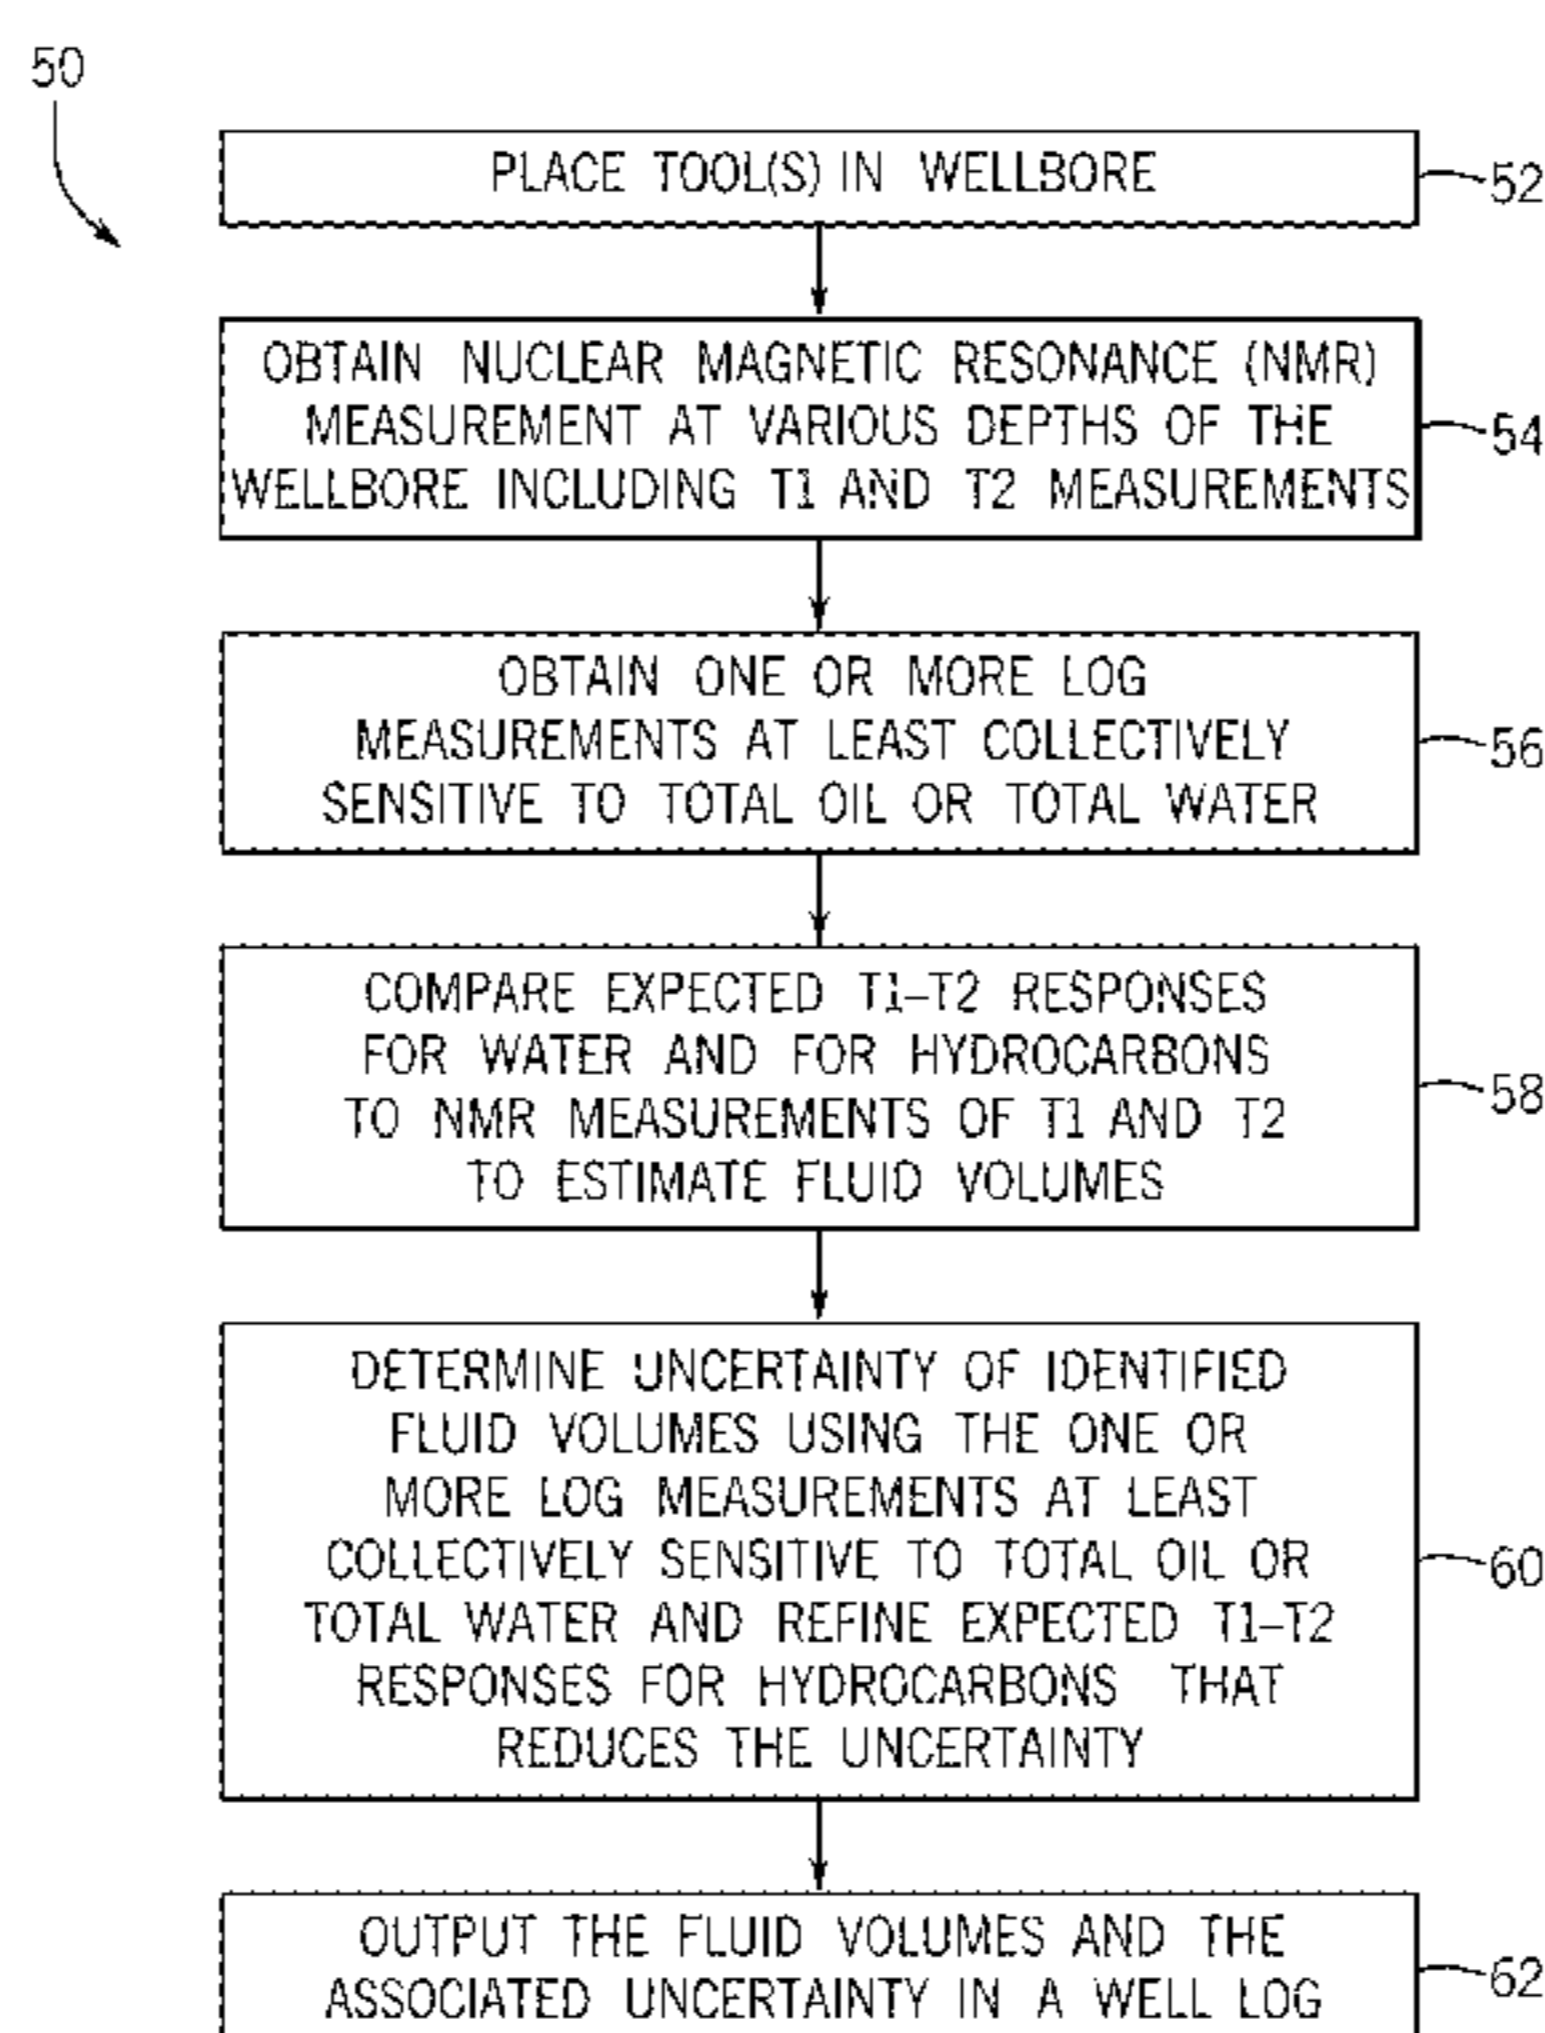 50
PLACE TOOL(S) IN WELLBORE
52
OBTAIN NUCLEAR MAGNETIC RESONANCE (NMR)
MEASUREMENT AT VARIOUS DEPTHS OF THE
WELLBORE INCLUDING T1 AND T2 MEASUREMENTS
54
OBTAIN ONE OR MORE LOG
MEASUREMENTS AT LEAST COLLECTIVELY
SENSITIVE TO TOTAL OIL OR TOTAL WATER
56
COMPARE EXPECTED T1–T2 RESPONSES
FOR WATER AND FOR HYDROCARBONS
TO NMR MEASUREMENTS OF T1 AND T2
TO ESTIMATE FLUID VOLUMES
58
DETERMINE UNCERTAINTY OF IDENTIFIED
FLUID VOLUMES USING THE ONE OR
MORE LOG MEASUREMENTS AT LEAST
COLLECTIVELY SENSITIVE TO TOTAL OIL OR
TOTAL WATER AND REFINE EXPECTED T1–T2
RESPONSES FOR HYDROCARBONS THAT
REDUCES THE UNCERTAINTY
60
OUTPUT THE FLUID VOLUMES AND THE
ASSOCIATED UNCERTAINTY IN A WELL LOG
62